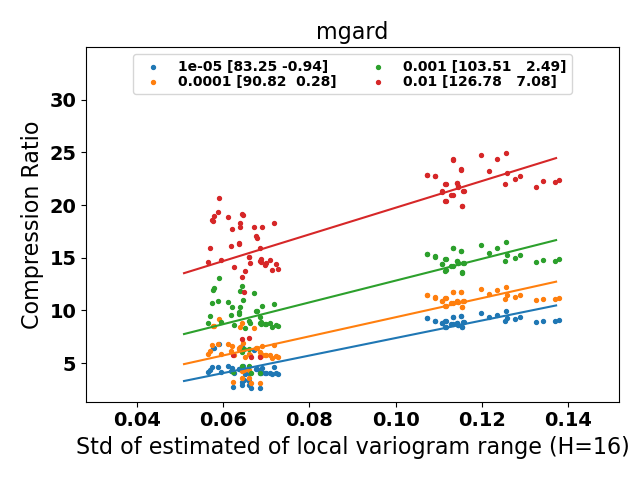 mgard
1e-05 [83.25 -0.94]
0.0001 [90.82  0.28]
0.001 [103.51   2.49]
0.01 [126.78   7.08]
Compression Ratio
30
25
20
15
10
5
0.04 0.06 0.08 0.10 0.12 0.14
Std of estimated of local variogram range (H=16)